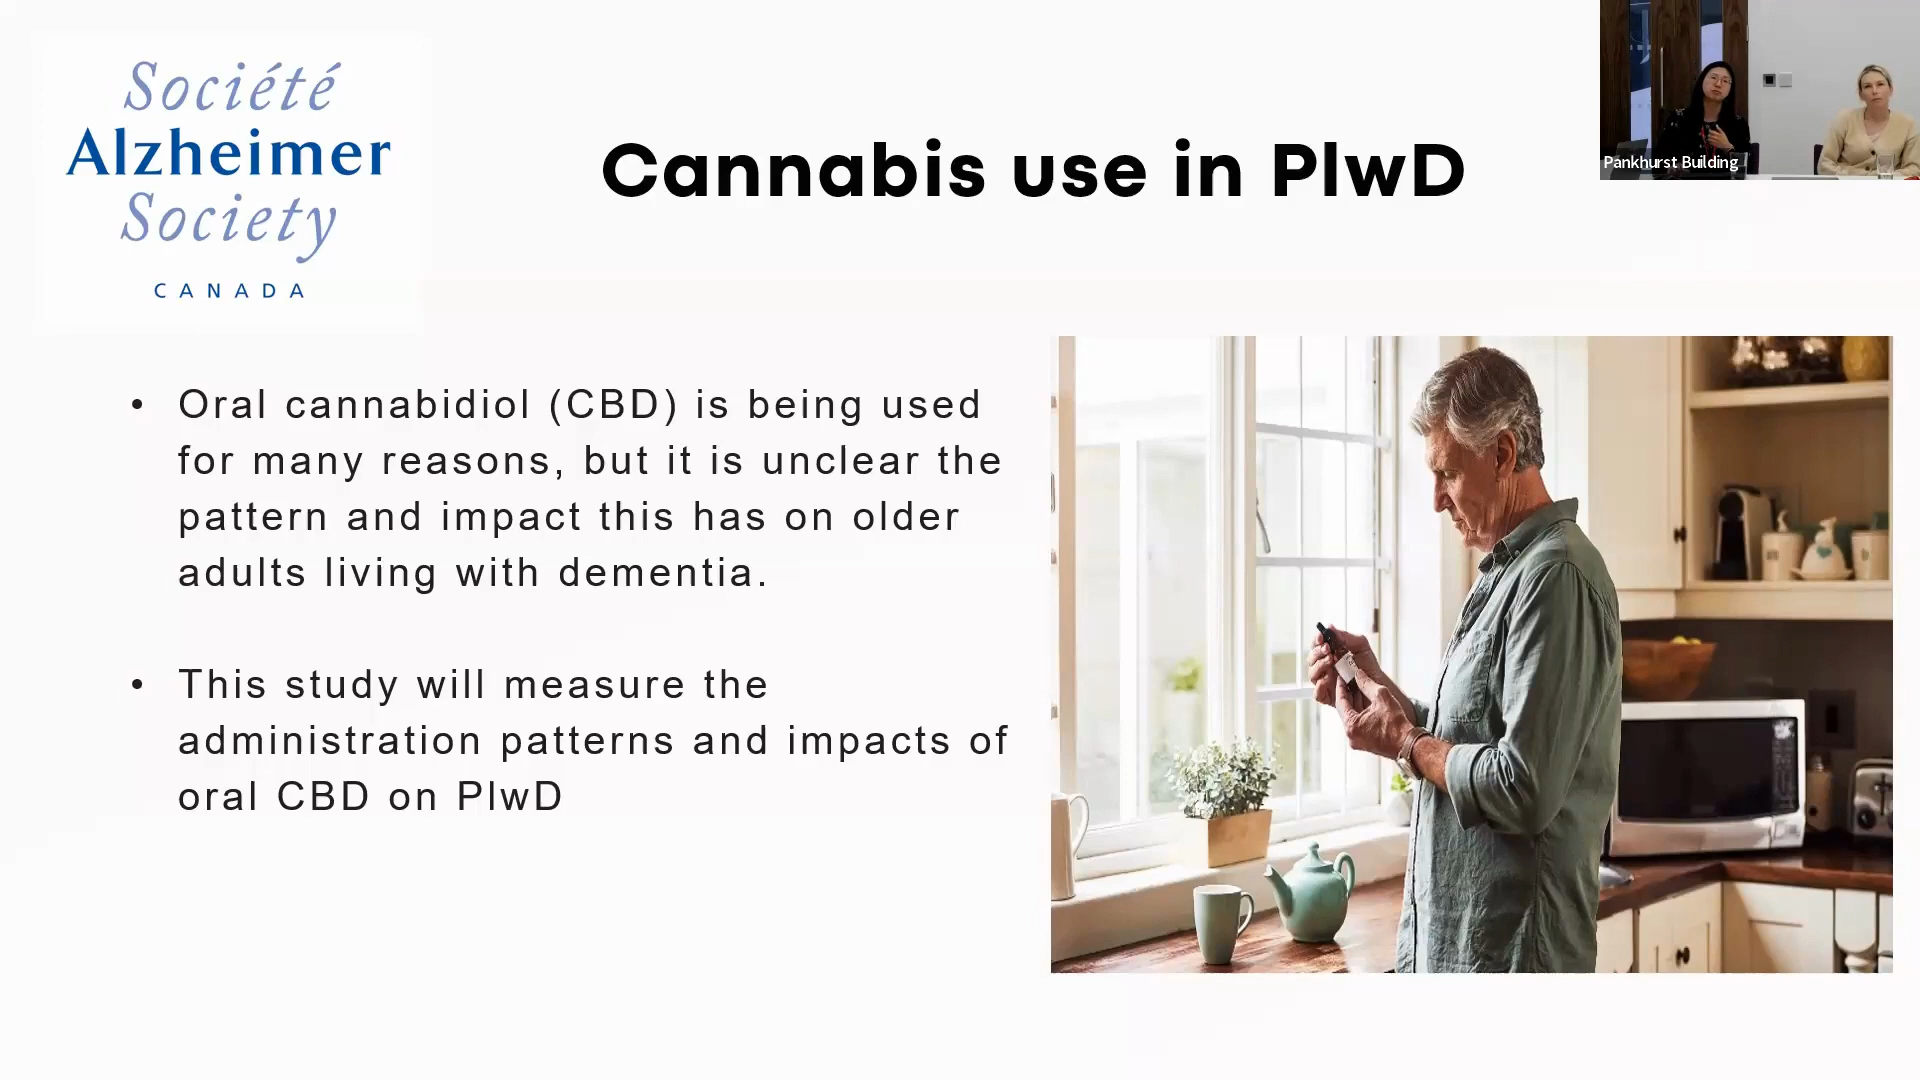 Société
Alzheimer
Society
CANADA
Cannabis use in PlwD
Pankhurst Building
• Oral cannabidiol (CBD) is being used
for many reasons, but it is unclear the
pattern and impact this has on older
adults living with dementia.
• This study will measure the
administration patterns and impacts of
oral CBD on PlwD